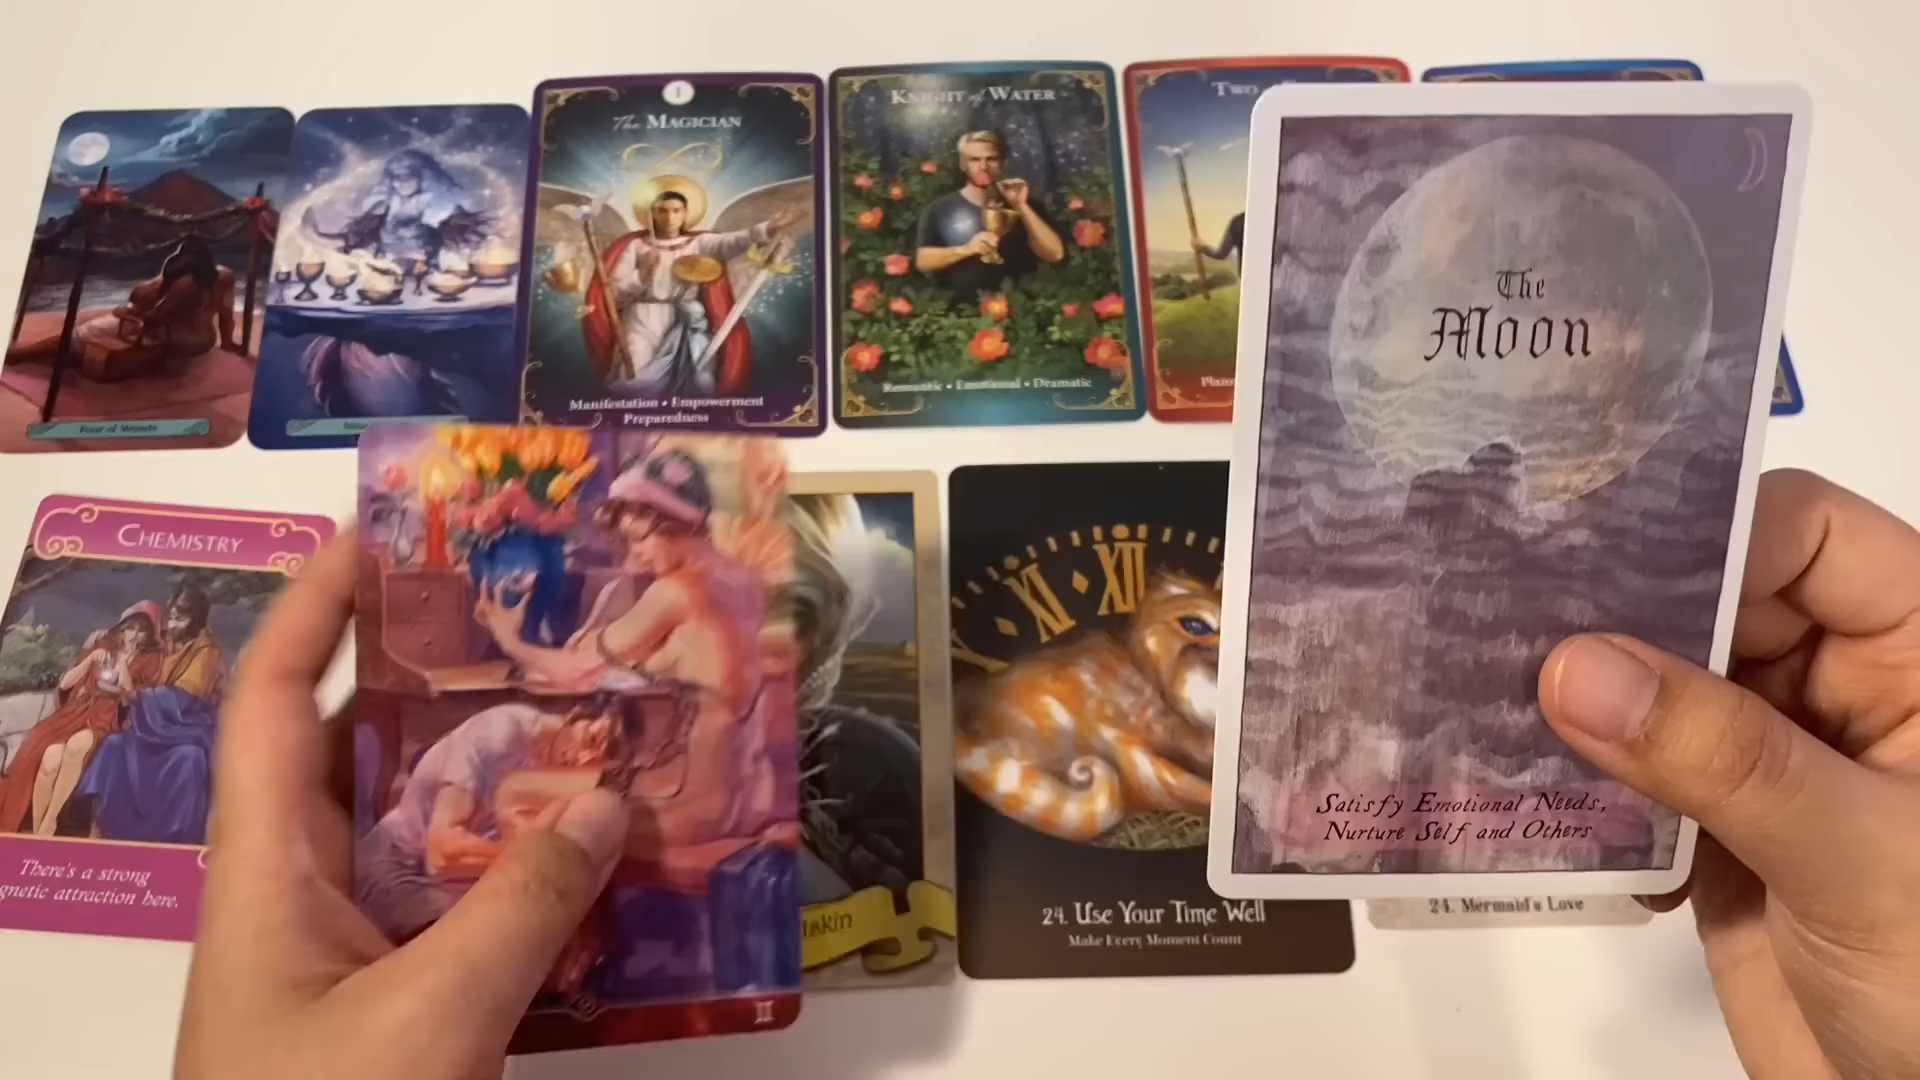 I
The MAGICIAN
Manifestation • Empowerment
Preparedness
KNIGHT of WATER
Romantic • Emotional • Dramatic
Two
Four of Wands
The
Moon
Satisfy Emotional Needs,
Nurture Self and Others
CHEMISTRY
There's a strong
gnetic attraction here.
II
XI XII
24. Use Your Time Well
Make Every Moment Count
24. Mermaid's Love